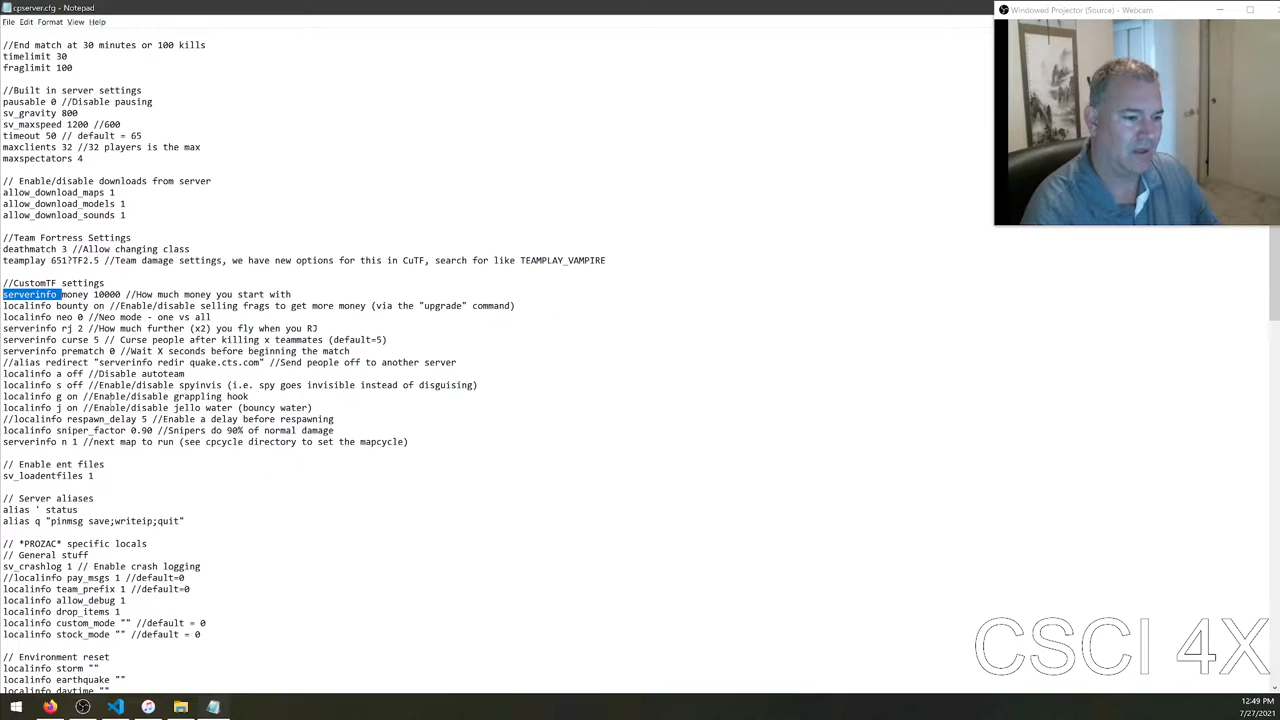 cpserver.cfg - Notepad
File Edit Format View Help
Windowed Projector (Source) - Webcam
//End match at 30 minutes or 100 kills
timelimit 30
fraglimit 100
//Built in server settings
pausable 0 //Disable pausing
sv_gravity 800
sv_maxspeed 1200 //600
timeout 50 // default = 65
maxclients 32 //32 players is the max
maxspectators 4
// Enable/disable downloads from server
allow_download_maps 1
allow_download_models 1
allow_download_sounds 1
//Team Fortress Settings
deathmatch 3 //Allow changing class
teamplay 651?TF2.5 //Team damage settings, we have new options for this in CuTF, search for like TEAMPLAY_VAMPIRE
//CustomTF settings
serverinfo money 10000 //How much money you start with
localinfo bounty on //Enable/disable selling frags to get more money (via the "upgrade" command)
localinfo neo 0 //Neo mode - one vs all
serverinfo rj 2 //How much further (x2) you fly when you RJ
serverinfo curse 5 // Curse people after killing x teammates (default=5)
serverinfo prematch 0 //Wait X seconds before beginning the match
//alias redirect "serverinfo redir quake.cts.com" //Send people off to another server
localinfo a off //Disable autoteam
localinfo s off //Enable/disable spyinvis (i.e. spy goes invisible instead of disguising)
localinfo g on //Enable/disable grappling hook
localinfo j on //Enable/disable jello water (bouncy water)
//localinfo respawn_delay 5 //Enable a delay before respawning
localinfo sniper_factor 0.90 //Snipers do 90% of normal damage
serverinfo n 1 //next map to run (see cpcycle directory to set the mapcycle)
// Enable ent files
sv_loadentfiles 1
// Server aliases
alias ' status
alias q "pinmsg save;writeip;quit"
// *PROZAC* specific locals
// General stuff
sv_crashlog 1 // Enable crash logging
//localinfo pay_msgs 1 //default=0
localinfo team_prefix 1 //default=0
localinfo allow_debug 1
localinfo drop_items 1
localinfo custom_mode "" //default = 0
localinfo stock_mode "" //default = 0
// Environment reset
localinfo storm ""
localinfo earthquake ""
localinfo daytime ""
CSCI 4X
12:49 PM
7/27/2021